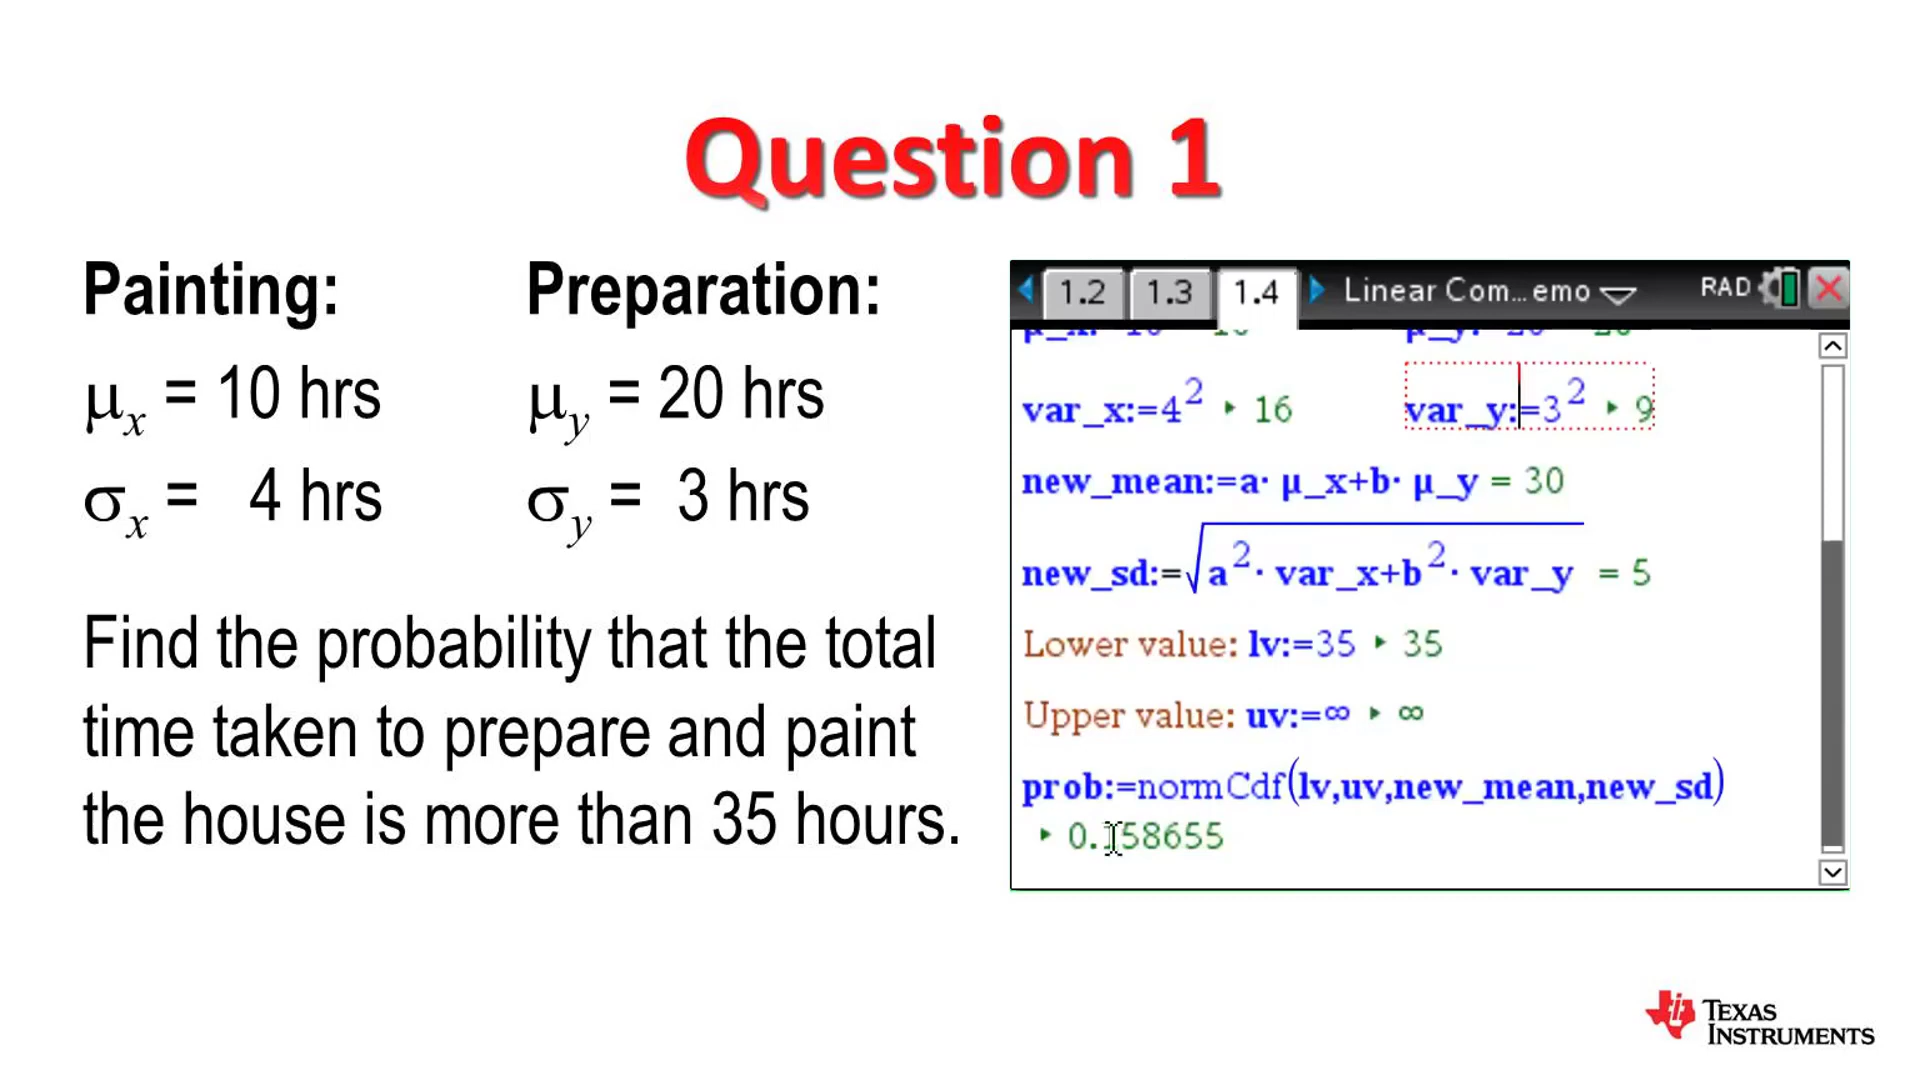 Question 1
Painting:
μx = 10 hrs
σx = 4 hrs
Preparation:
μy = 20 hrs
σy = 3 hrs
Find the probability that the total
time taken to prepare and paint
the house is more than 35 hours.
1.2 1.3 1.4 Linear Com...emo RAD
var_x:=4² ▸ 16 var_y:=3² ▸ 9
new_mean:=a· μ_x+b· μ_y = 30
new_sd:=√a²· var_x+b²· var_y = 5
Lower value: lv:=35 ▸ 35
Upper value: uv:=∞ ▸ ∞
prob:=normCdf(lv,uv,new_mean,new_sd)
▸ 0.158655
TEXAS
INSTRUMENTS